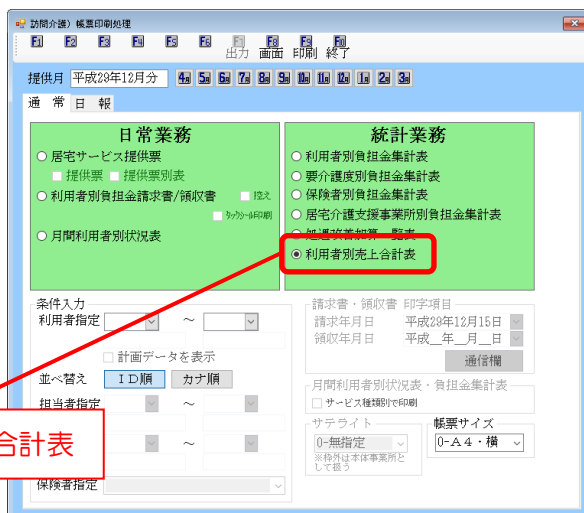 訪問介護) 帳票印刷処理
F1 F2 F3 F4 F5 F6 F7 F8 F9 F10
出力 画面 印刷 終了
提供月 平成29年12月分 4月 5月 6月 7月 8月 9月 10月 11月 12月 1月 2月 3月
通 常 日 報
日常業務
居宅サービス提供票
提供票 提供票別表
利用者別負担金請求書/領収書 控え
タックシール印刷
月間利用者別状況表
統計業務
利用者別負担金集計表
要介護度別負担金集計表
保険者別負担金集計表
居宅介護支援事業所別負担金集計表
処遇改善加算一覧表
利用者別売上合計表
条件入力
利用者指定 ～
計画データを表示
並べ替え ＩＤ順 カナ順
担当者指定 ～
～
保険者指定
合計表
請求書・領収書 印字項目
請求年月日 平成29年12月15日
領収年月日 平成__年__月__日
通信欄
月間利用者別状況表・負担金集計表
サービス種類別で印刷
サテライト
0-無指定
※枠外は本体事業所と
して扱う
帳票サイズ
0-Ａ４・横